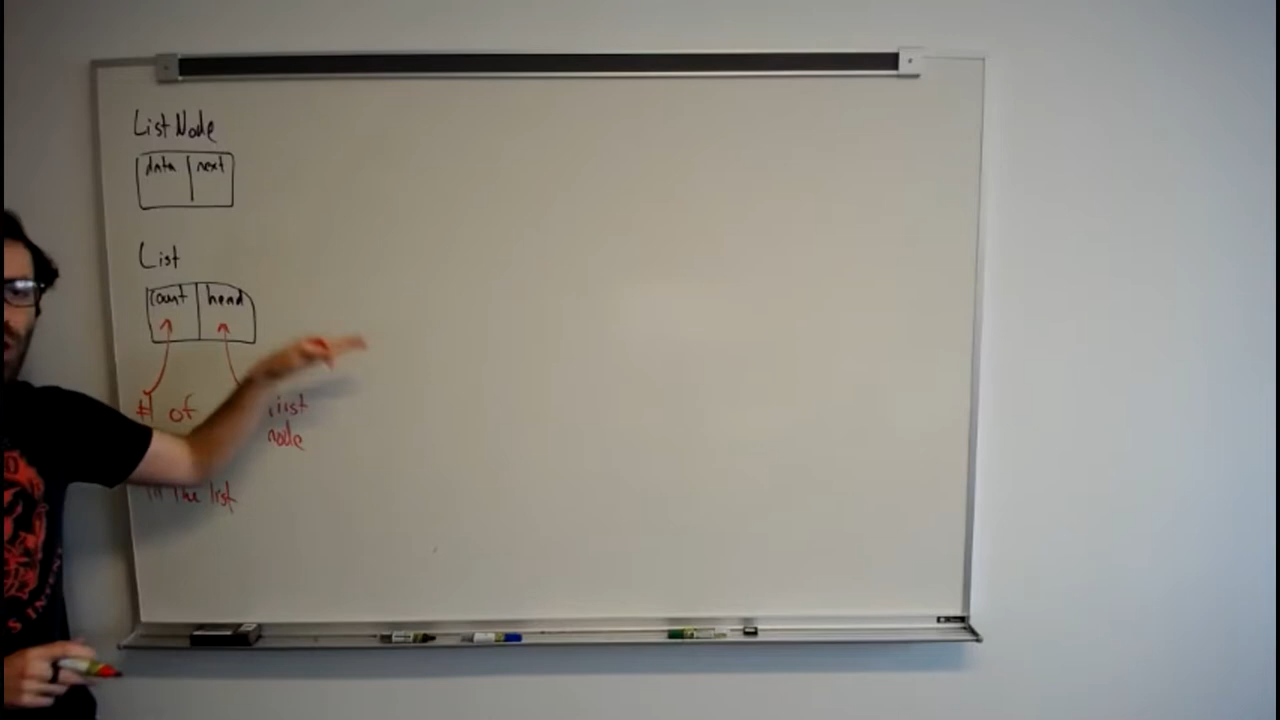 List Node
data next
List
count head
# of
first
node
in the list